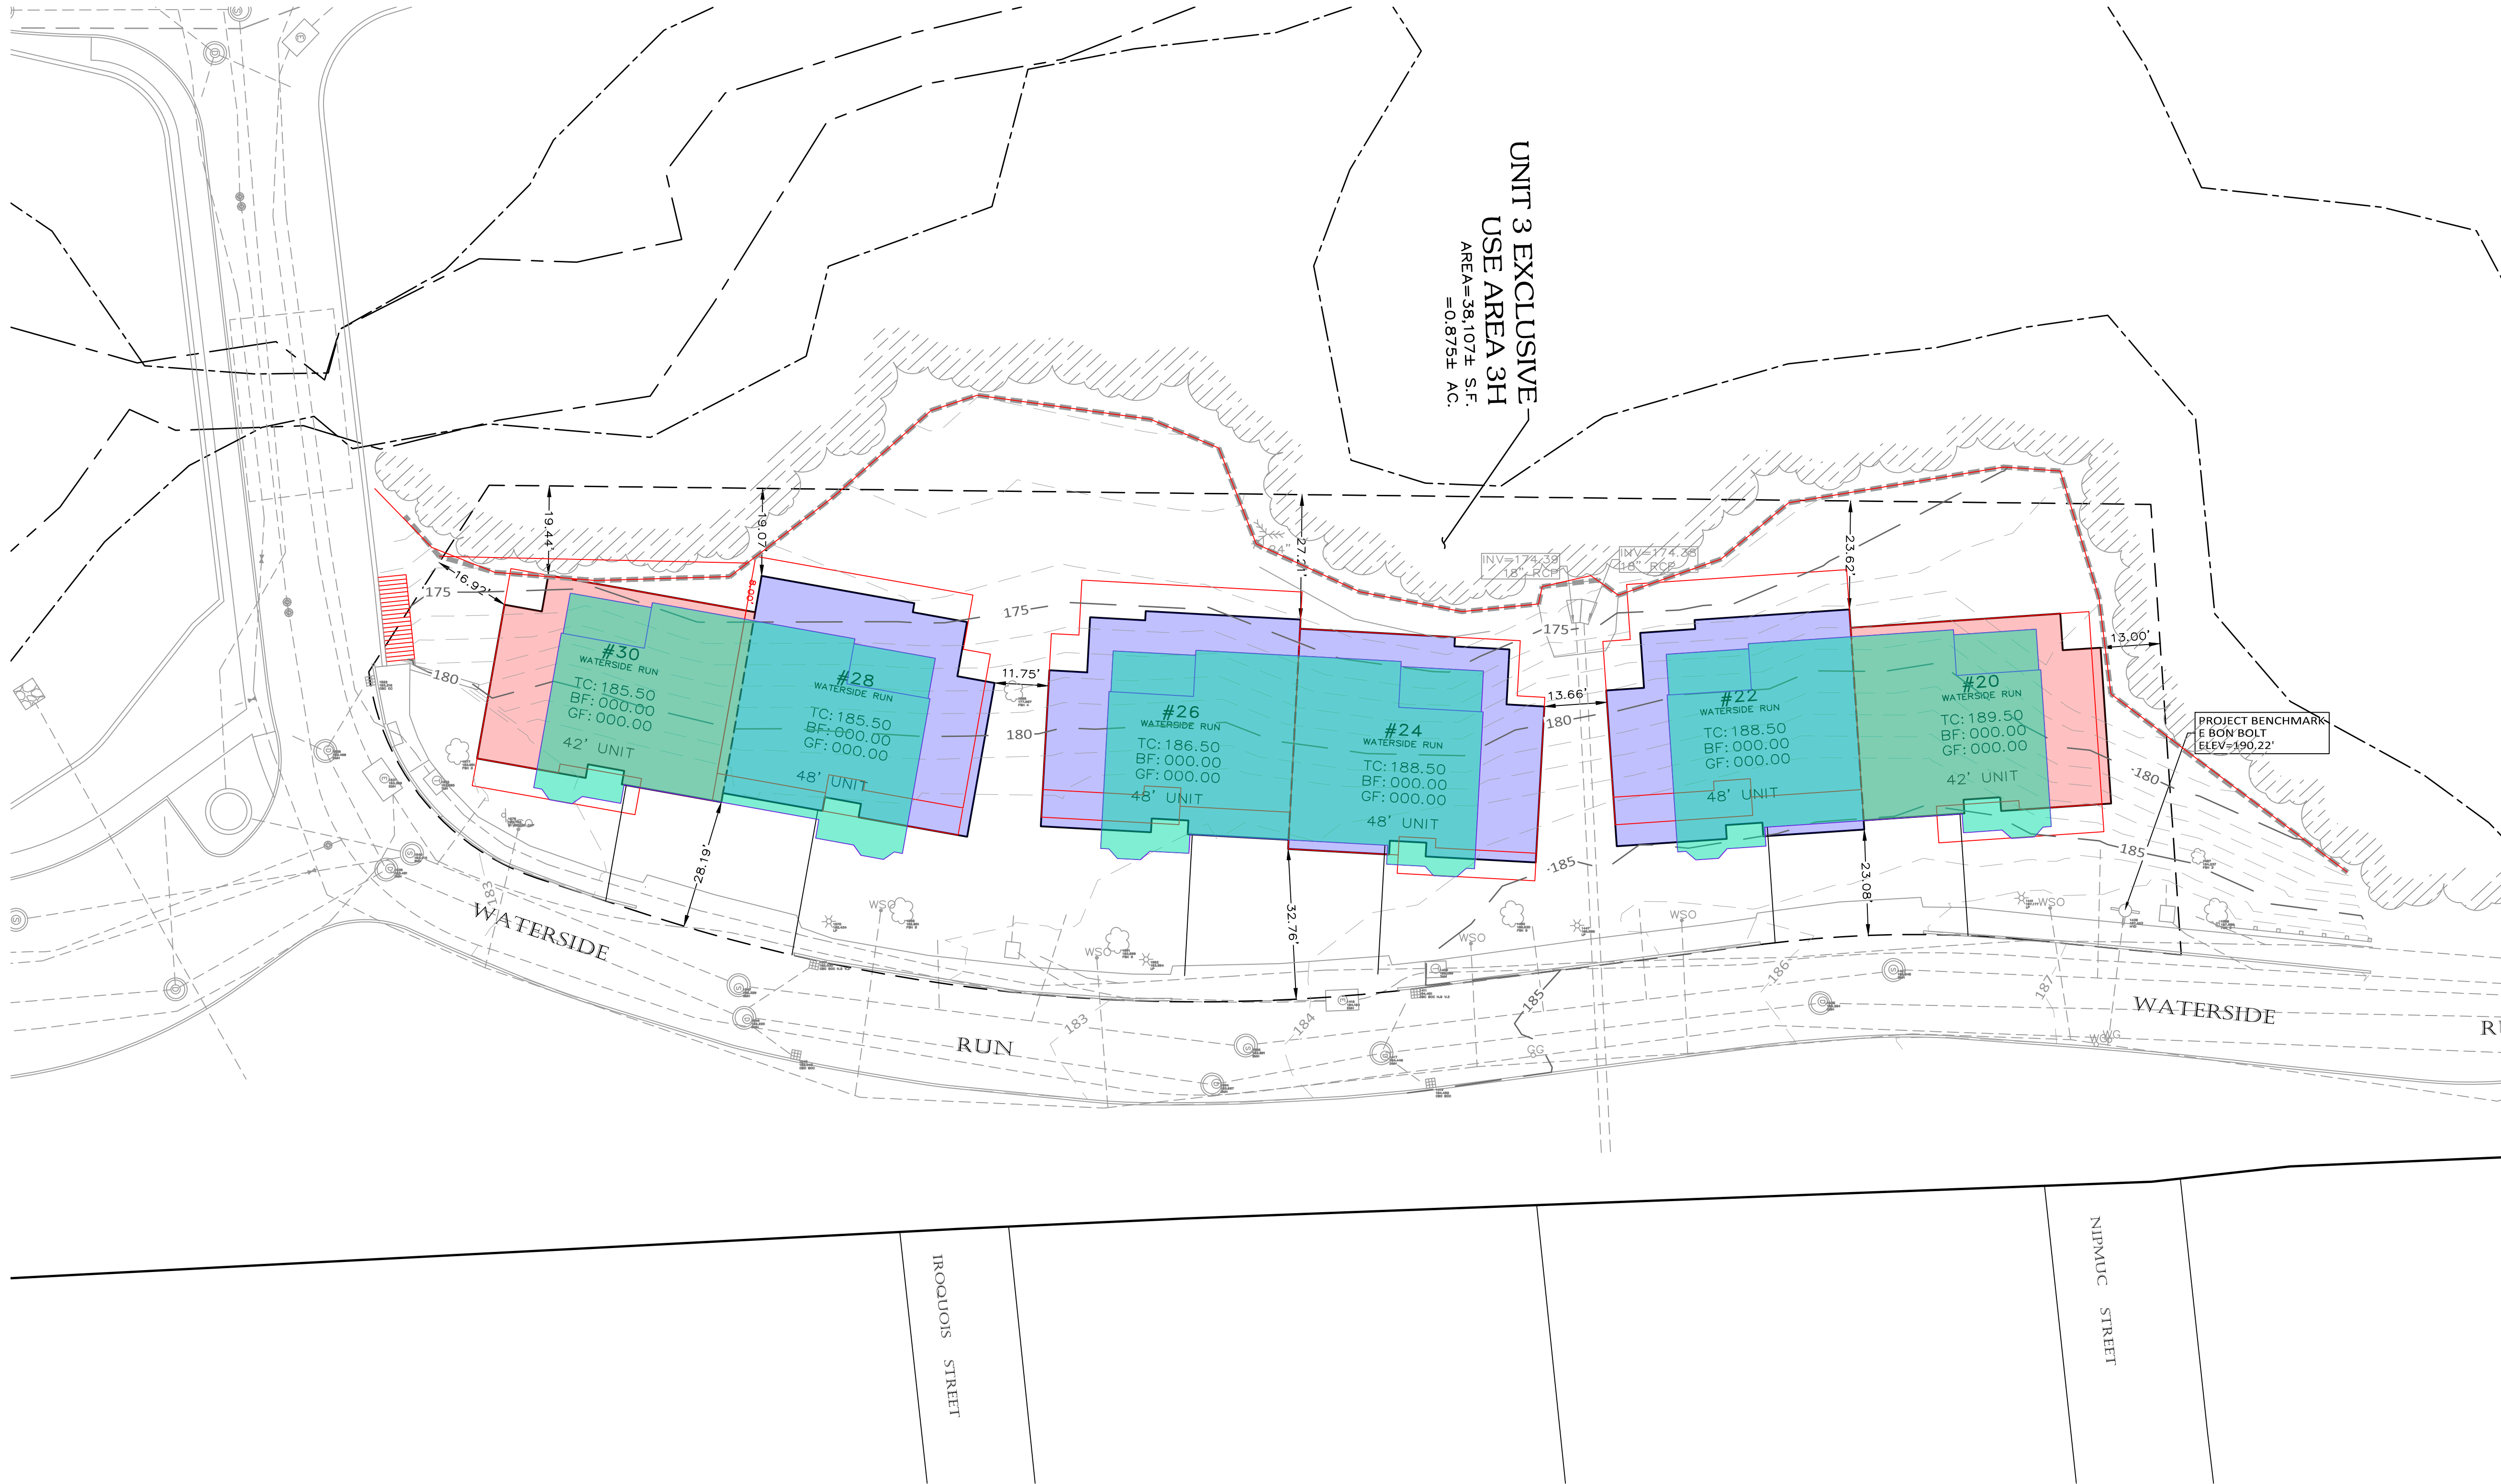 UNIT 3 EXCLUSIVE
USE AREA 3H
AREA=38,107± S.F.
=0.875± AC.
19.44'
19.07'
27.21'
23.62'
16.92'
8.00'
13.00'
11.75'
13.66'
28.19'
32.76'
23.08'
24"
INV=174.39
18" RCP
INV=174.38
18" RCP
175
175
175
180
180
180
180
185
185
185
183
183
184
186
187
#30
WATERSIDE RUN
TC: 185.50
BF: 000.00
GF: 000.00
42' UNIT
#28
WATERSIDE RUN
TC: 185.50
BF: 000.00
GF: 000.00
48' UNIT
#26
WATERSIDE RUN
TC: 186.50
BF: 000.00
GF: 000.00
48' UNIT
#24
WATERSIDE RUN
TC: 188.50
BF: 000.00
GF: 000.00
48' UNIT
#22
WATERSIDE RUN
TC: 188.50
BF: 000.00
GF: 000.00
48' UNIT
#20
WATERSIDE RUN
TC: 189.50
BF: 000.00
GF: 000.00
42' UNIT
PROJECT BENCHMARK
E BON BOLT
ELEV=190.22'
WSO
WSO
WSO
WSO
WSO
GG
WG
WG
WATERSIDE
RUN
WATERSIDE
IROQUOIS STREET
NIPMUC STREET